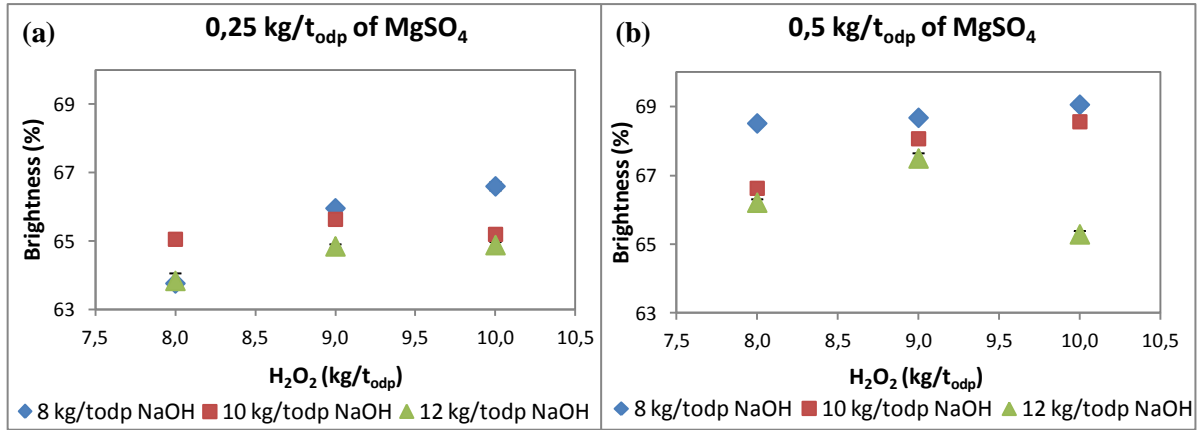 (a)
0,25 kg/todp of MgSO4
Brightness (%)
69
67
65
63
7,5 8,0 8,5 9,0 9,5 10,0 10,5
H2O2 (kg/todp)
8 kg/todp NaOH 10 kg/todp NaOH 12 kg/todp NaOH
(b)
0,5 kg/todp of MgSO4
Brightness (%)
69
67
65
63
7,5 8,0 8,5 9,0 9,5 10,0 10,5
H2O2 (kg/todp)
8 kg/todp NaOH 10 kg/todp NaOH 12 kg/todp NaOH